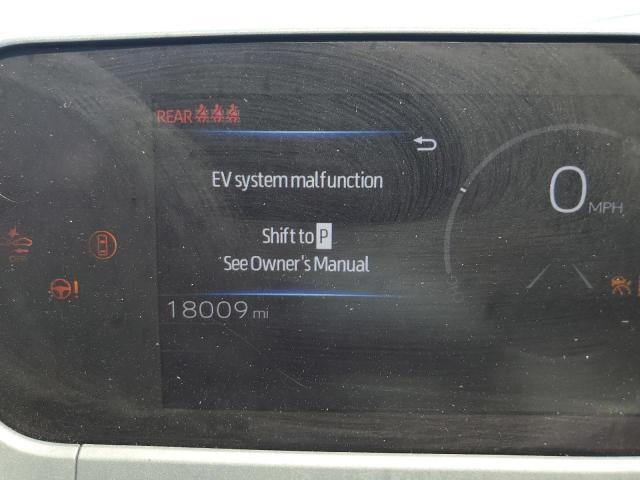 REAR
EV system malfunction
0 MPH
Shift to P
See Owner's Manual
18009 mi